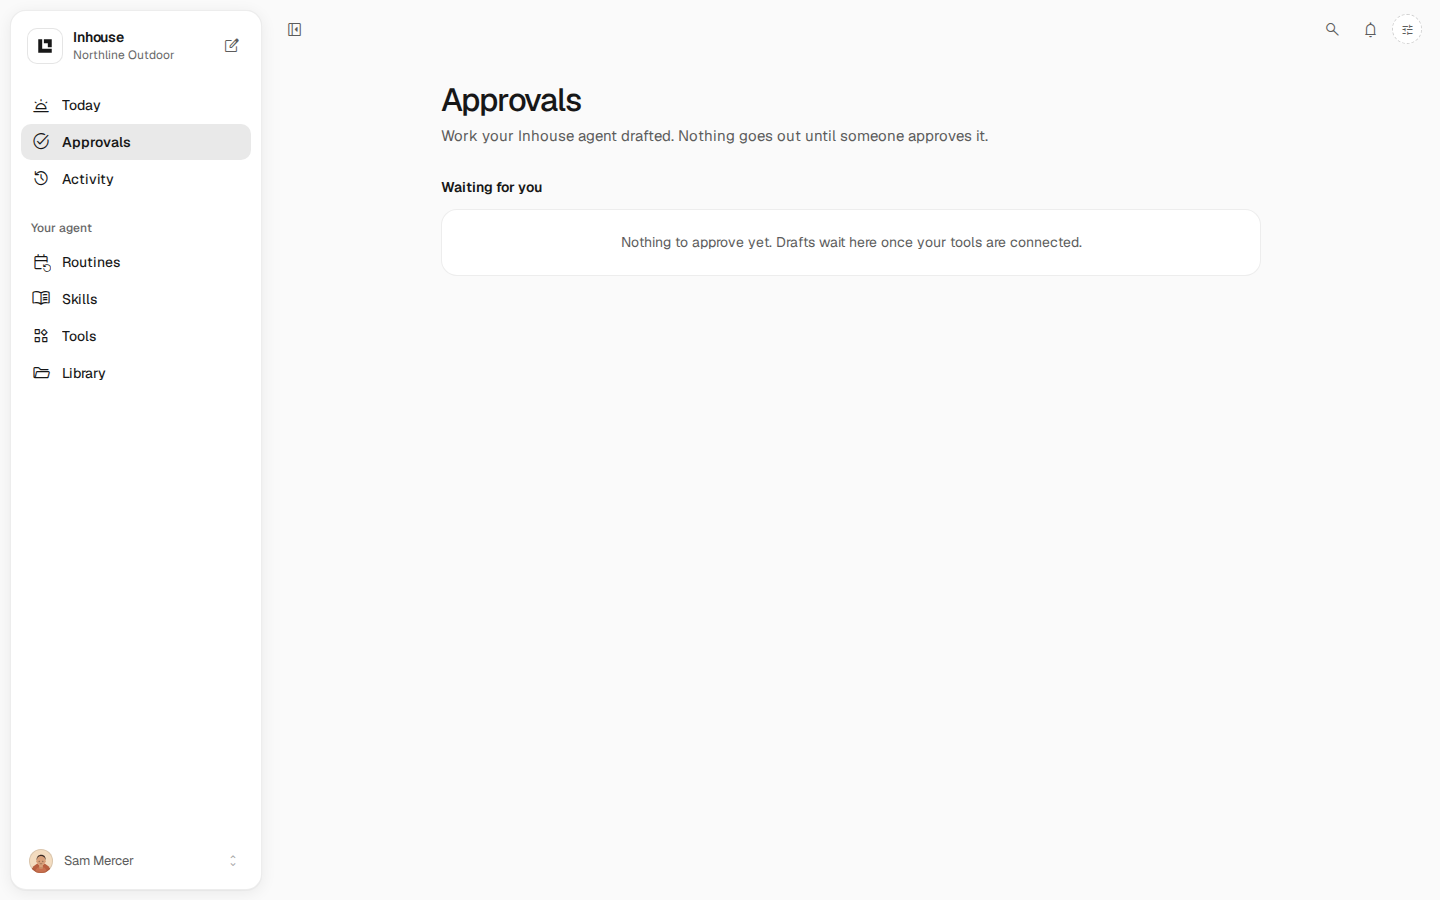 Inhouse
Northline Outdoor
Today
Approvals
Activity
Your agent
Routines
Skills
Tools
Library
Sam Mercer
Approvals
Work your Inhouse agent drafted. Nothing goes out until someone approves it.
Waiting for you
Nothing to approve yet. Drafts wait here once your tools are connected.